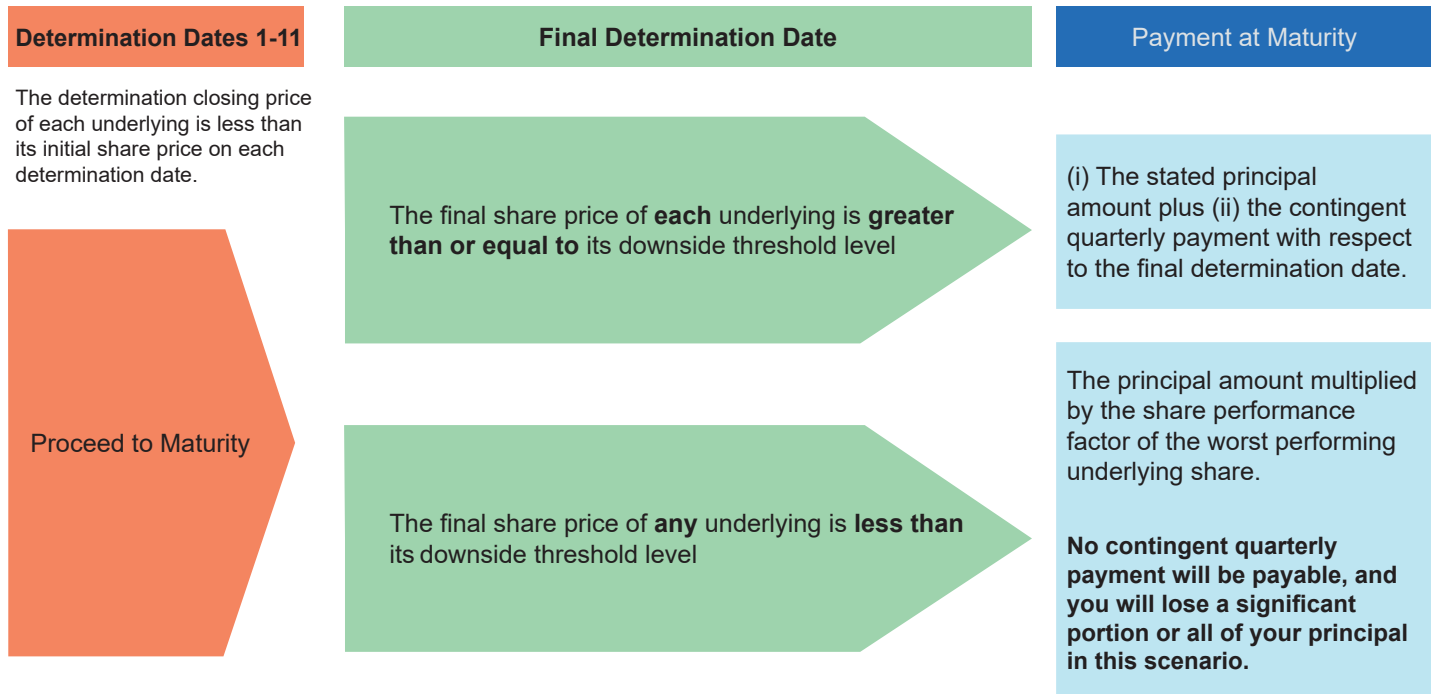 Determination Dates 1-11
The determination closing price
of each underlying is less than
its initial share price on each
determination date.
Proceed to Maturity
Final Determination Date
The final share price of each underlying is greater
than or equal to its downside threshold level
The final share price of any underlying is less than
its downside threshold level
Payment at Maturity
(i) The stated principal
amount plus (ii) the contingent
quarterly payment with respect
to the final determination date.
The principal amount multiplied
by the share performance
factor of the worst performing
underlying share.
No contingent quarterly
payment will be payable, and
you will lose a significant
portion or all of your principal
in this scenario.